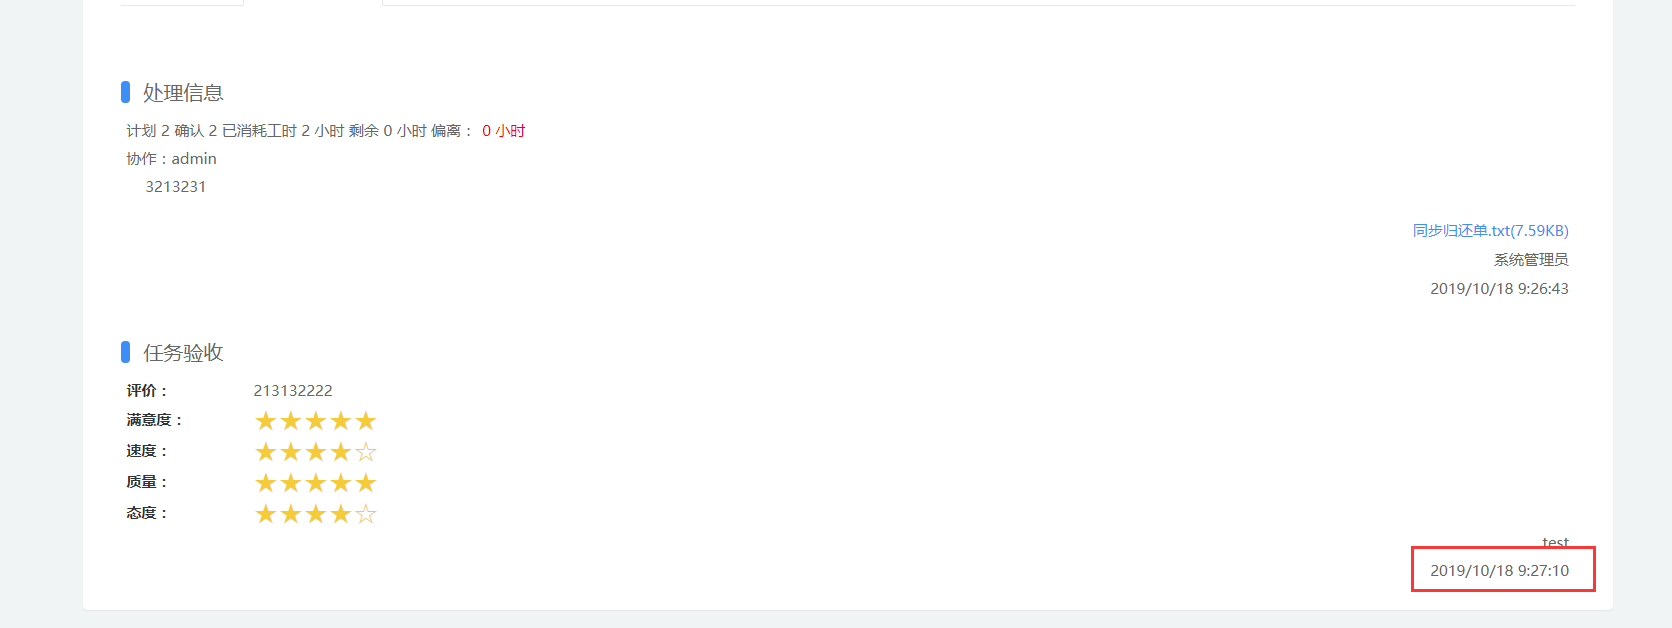 处理信息
计划 2 确认 2 已消耗工时 2 小时 剩余 0 小时 偏离： 0 小时
协作：admin
3213231
同步归还单.txt(7.59KB)
系统管理员
2019/10/18 9:26:43
任务验收
评价： 213132222
满意度： ★★★★★
速度： ★★★★☆
质量： ★★★★★
态度： ★★★★☆
test
2019/10/18 9:27:10